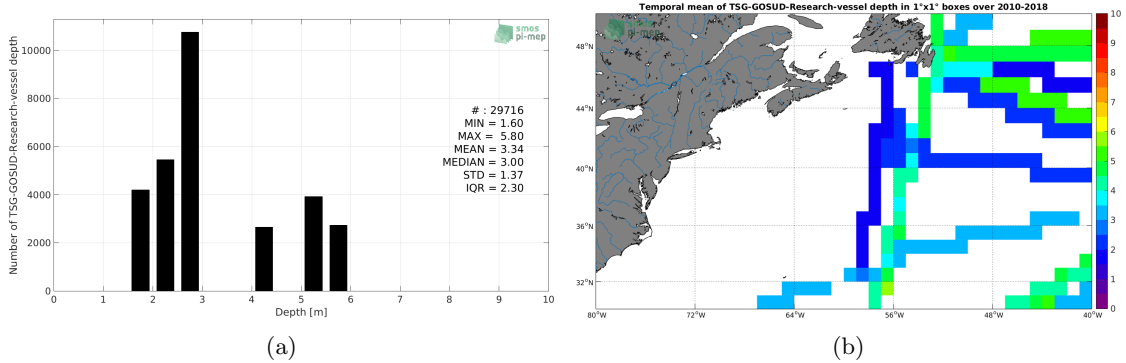 Number of TSG-GOSUD-Research-vessel depth
10000
8000
6000
4000
2000
0
0 1 2 3 4 5 6 7 8 9 10
Depth [m]
smos
pi-mep
# : 29716
MIN = 1.60
MAX = 5.80
MEAN = 3.34
MEDIAN = 3.00
STD = 1.37
IQR = 2.30
(a)
Temporal mean of TSG-GOSUD-Research-vessel depth in 1°x1° boxes over 2010-2018
smos
pi-mep
48°N
44°N
40°N
36°N
32°N
80°W 72°W 64°W 56°W 48°W 40°W
10
9
8
7
6
5
4
3
2
1
0
(b)